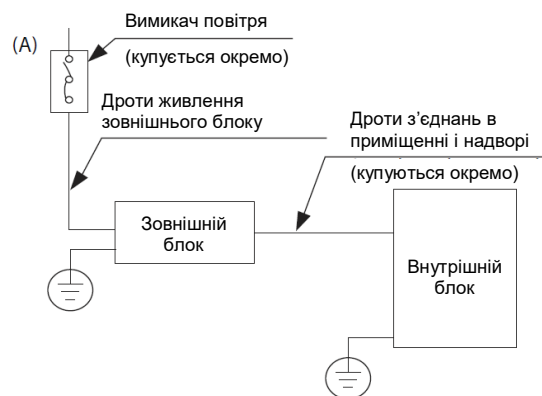 (А)
Вимикач повітря
(купується окремо)
Дроти живлення
зовнішнього блоку
Дроти з’єднань в
приміщенні і надворі
(купуються окремо)
Зовнішній
блок
Внутрішній
блок